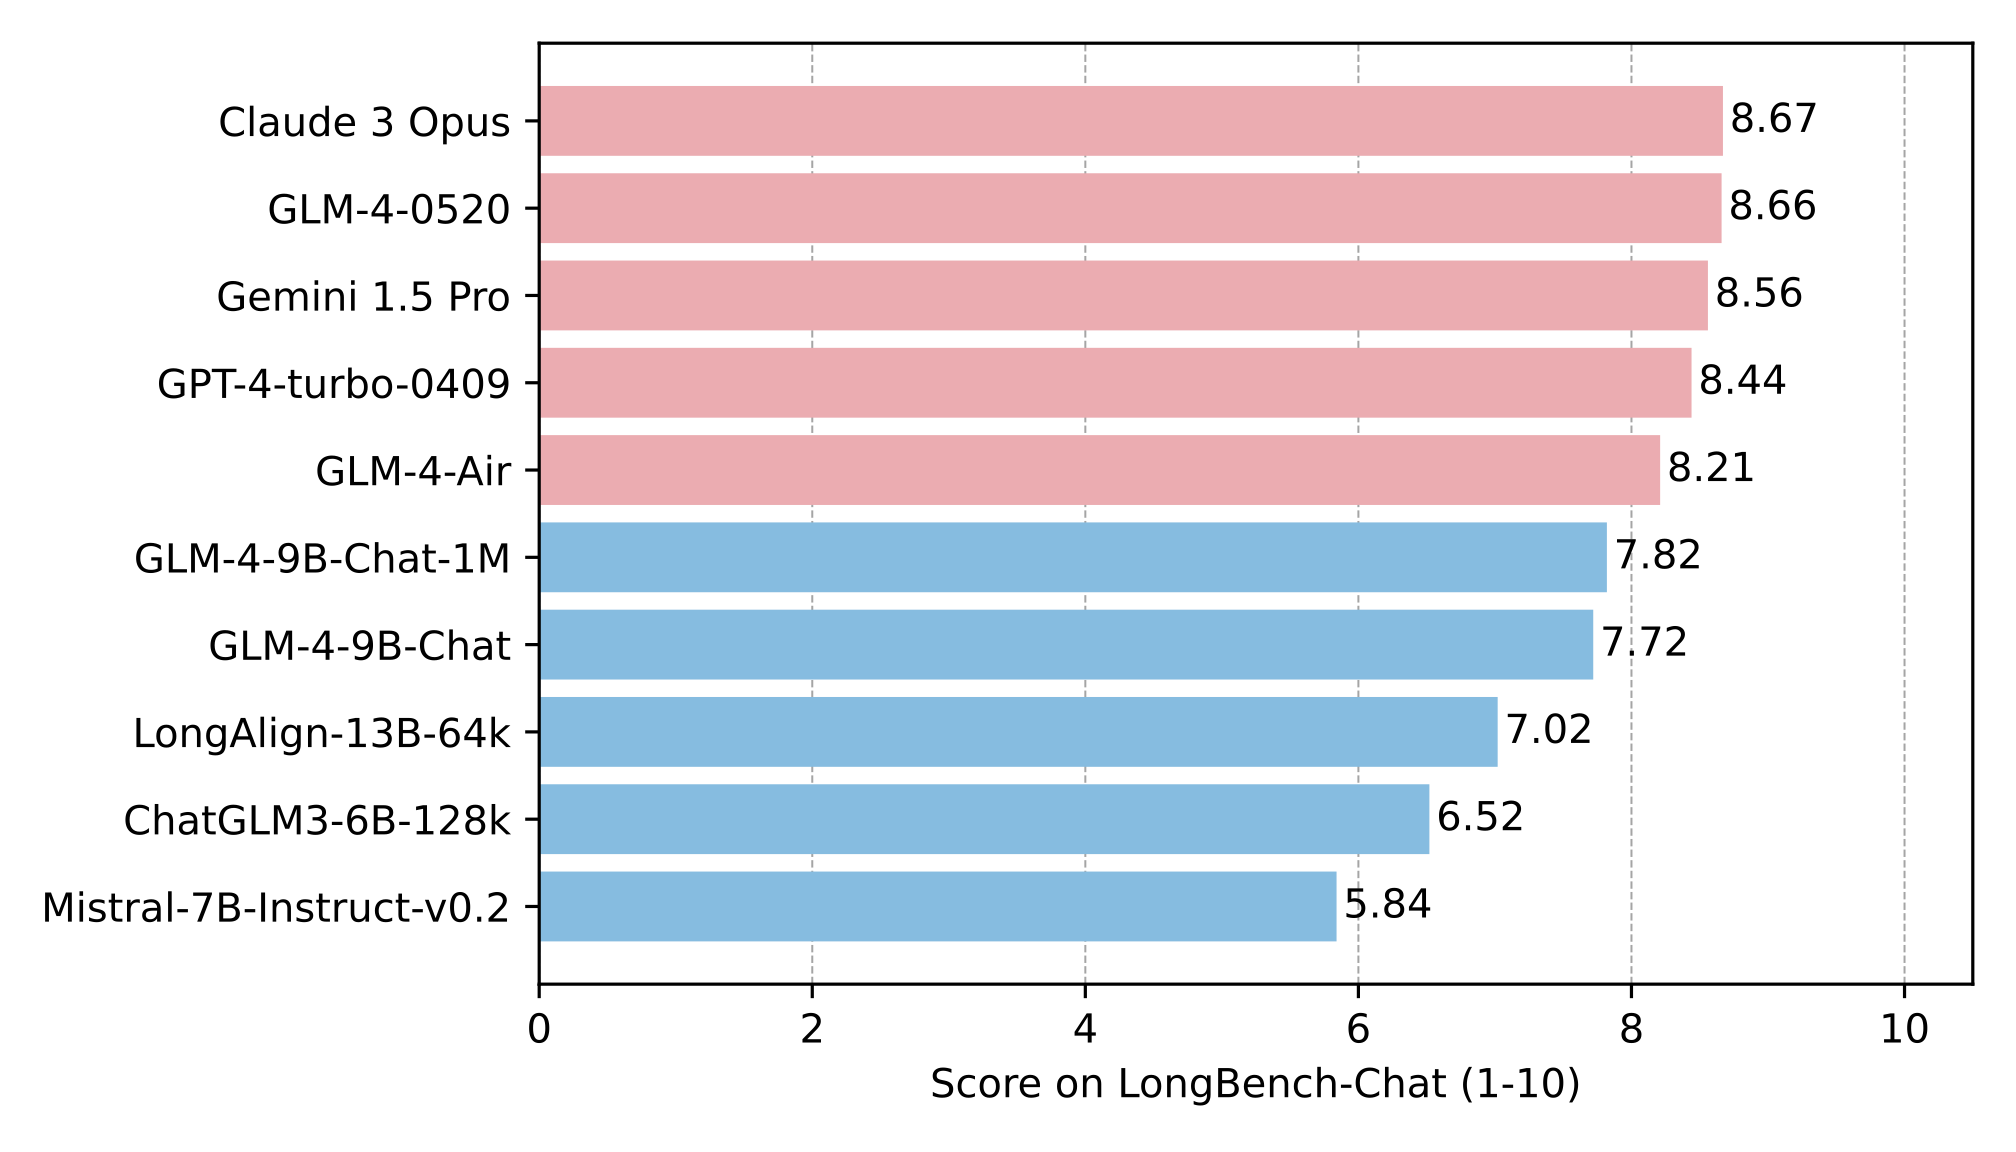 Claude 3 Opus 8.67
GLM-4-0520 8.66
Gemini 1.5 Pro 8.56
GPT-4-turbo-0409 8.44
GLM-4-Air 8.21
GLM-4-9B-Chat-1M 7.82
GLM-4-9B-Chat 7.72
LongAlign-13B-64k 7.02
ChatGLM3-6B-128k 6.52
Mistral-7B-Instruct-v0.2 5.84
0 2 4 6 8 10
Score on LongBench-Chat (1-10)